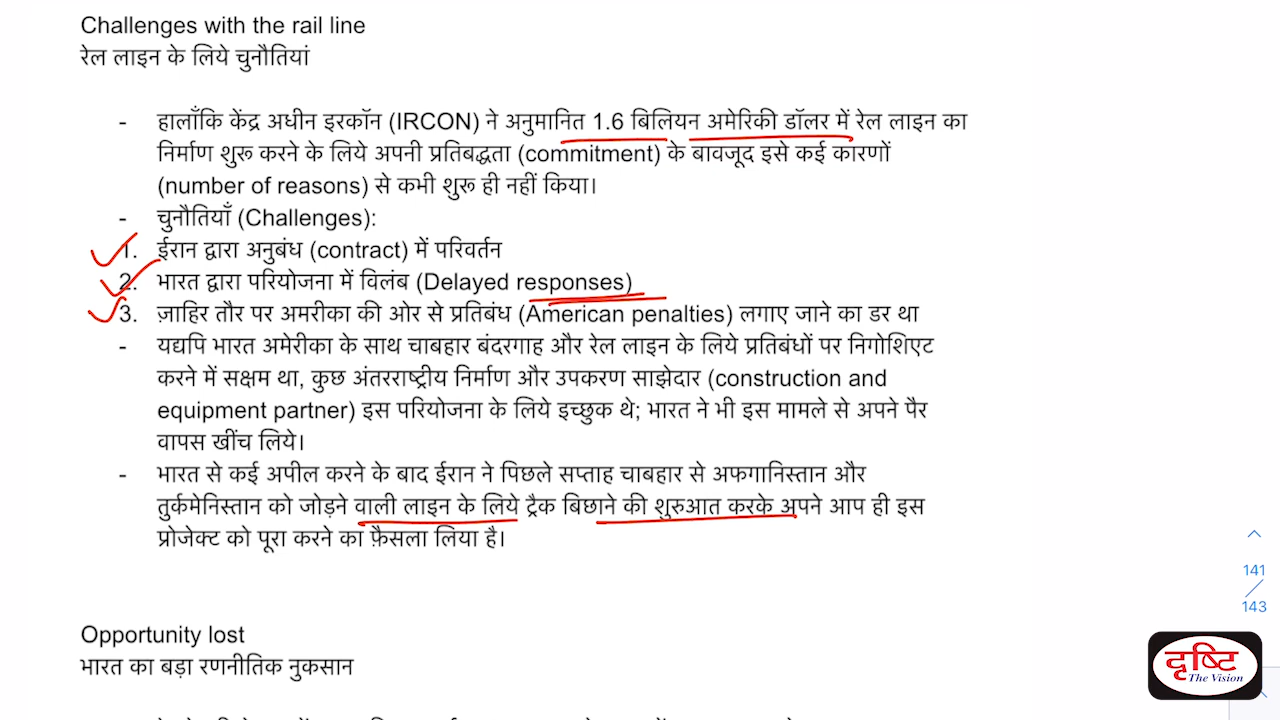 Challenges with the rail line
रेल लाइन के लिये चुनौतियां
- हालाँकि केंद्र अधीन इरकॉन (IRCON) ने अनुमानित 1.6 बिलियन अमेरिकी डॉलर में रेल लाइन का
निर्माण शुरू करने के लिये अपनी प्रतिबद्धता (commitment) के बावजूद इसे कई कारणों
(number of reasons) से कभी शुरू ही नहीं किया।
- चुनौतियाँ (Challenges):
1. ईरान द्वारा अनुबंध (contract) में परिवर्तन
2. भारत द्वारा परियोजना में विलंब (Delayed responses)
3. ज़ाहिर तौर पर अमरीका की ओर से प्रतिबंध (American penalties) लगाए जाने का डर था
- यद्यपि भारत अमेरीका के साथ चाबहार बंदरगाह और रेल लाइन के लिये प्रतिबंधों पर निगोशिएट
करने में सक्षम था, कुछ अंतरराष्ट्रीय निर्माण और उपकरण साझेदार (construction and
equipment partner) इस परियोजना के लिये इच्छुक थे; भारत ने भी इस मामले से अपने पैर
वापस खींच लिये।
- भारत से कई अपील करने के बाद ईरान ने पिछले सप्ताह चाबहार से अफगानिस्तान और
तुर्कमेनिस्तान को जोड़ने वाली लाइन के लिये ट्रैक बिछाने की शुरुआत करके अपने आप ही इस
प्रोजेक्ट को पूरा करने का फ़ैसला लिया है।
141
143
Opportunity lost
भारत का बड़ा रणनीतिक नुकसान
दृष्टि
The Vision